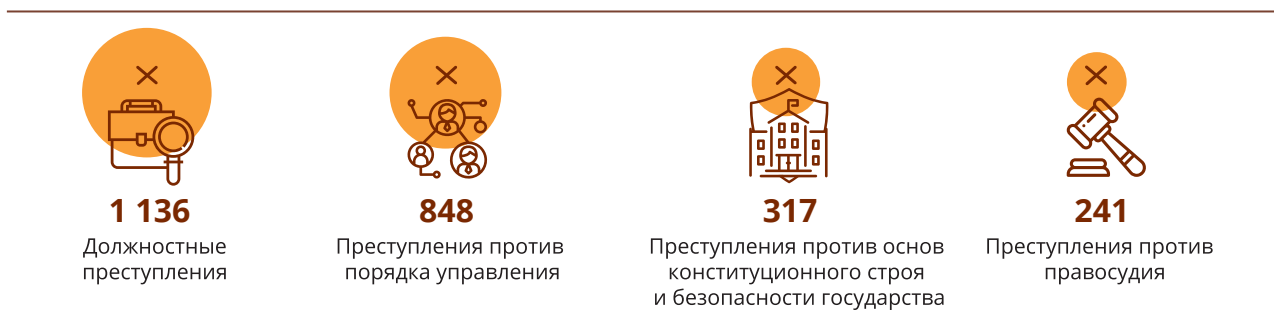 1 136
Должностные
преступления
848
Преступления против
порядка управления
317
Преступления против основ
конституционного строя
и безопасности государства
241
Преступления против
правосудия